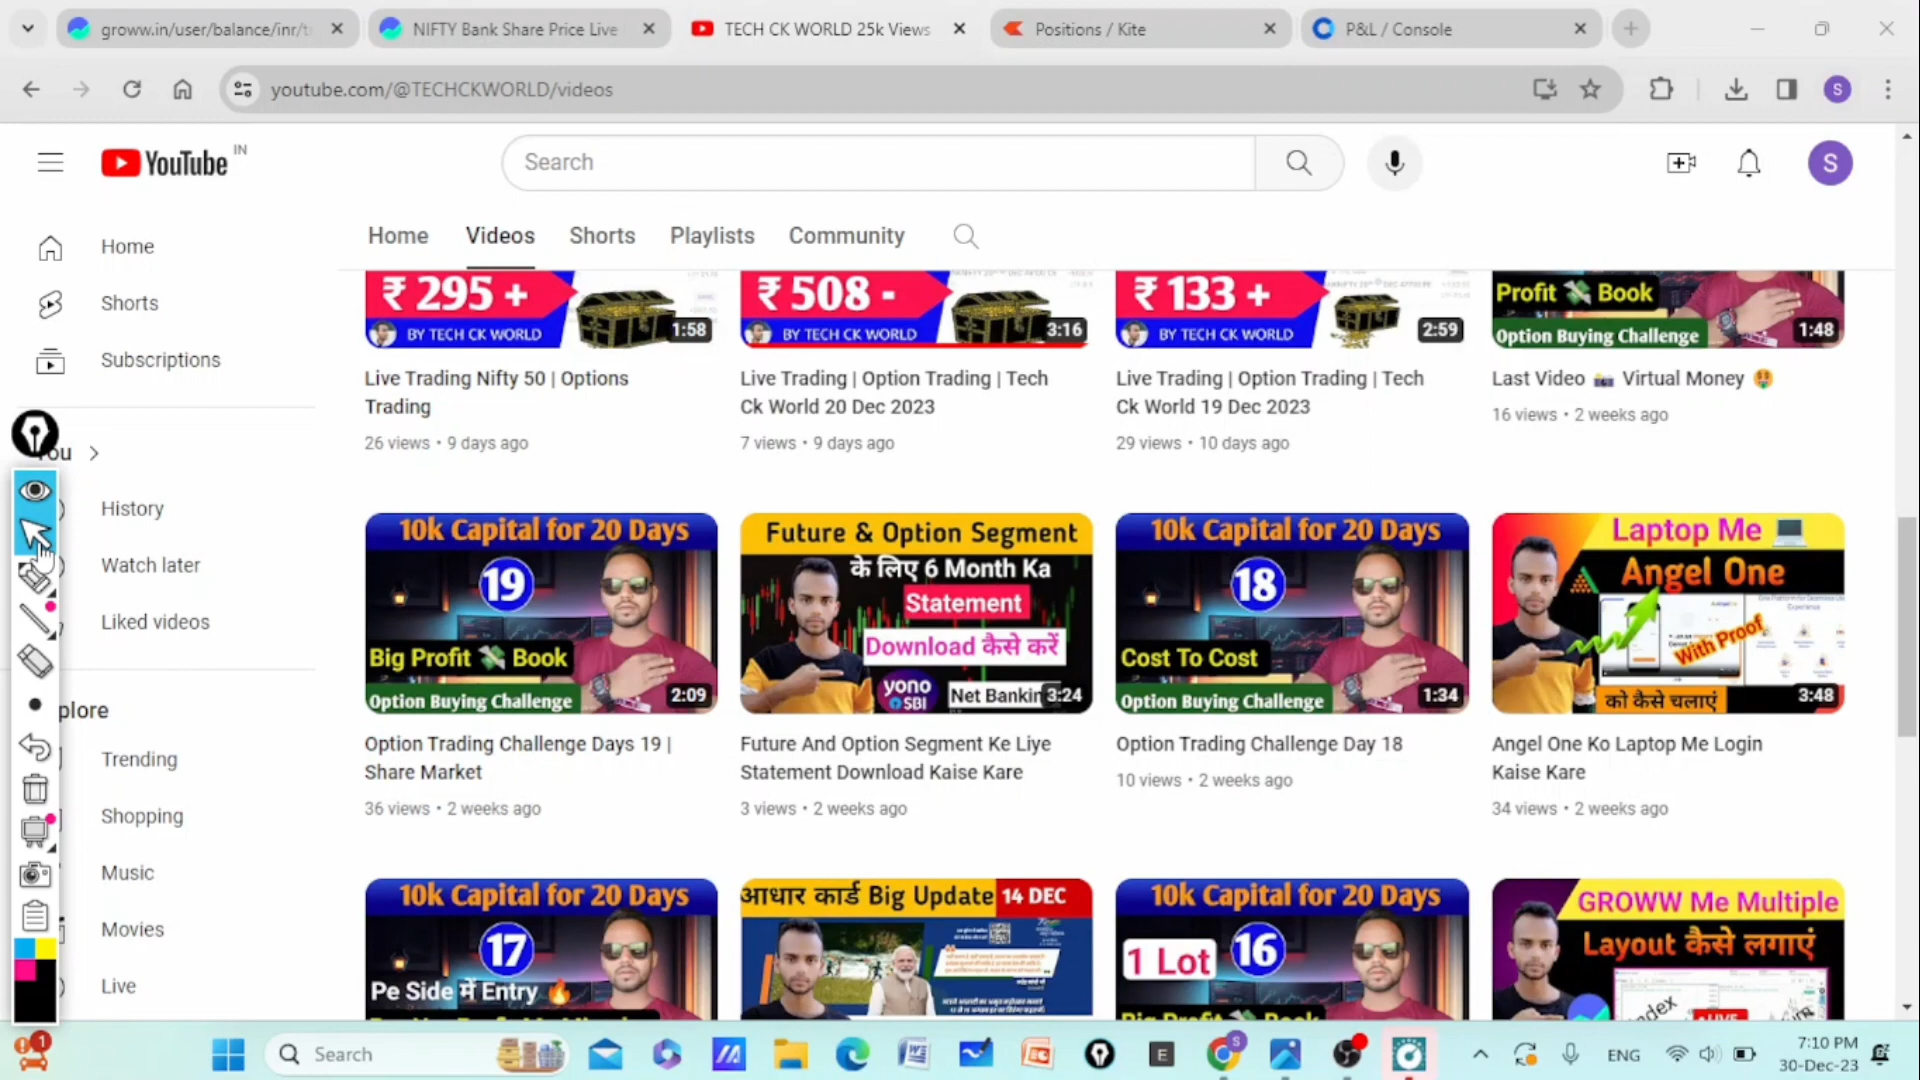 groww.in/user/balance/inr/t
NIFTY Bank Share Price Live
TECH CK WORLD 25k Views
Positions / Kite
P&L / Console
youtube.com/@TECHCKWORLD/videos
S
YouTube IN
Search
S
Home
Shorts
Subscriptions
You
History
Watch later
Liked videos
plore
Trending
Shopping
Music
Movies
Live
Home Videos Shorts Playlists Community
₹ 295 +
BY TECH CK WORLD
1:58
Live Trading Nifty 50 | Options
Trading
26 views • 9 days ago
₹ 508 -
BY TECH CK WORLD
3:16
Live Trading | Option Trading | Tech
Ck World 20 Dec 2023
7 views • 9 days ago
₹ 133 +
BY TECH CK WORLD
2:59
Live Trading | Option Trading | Tech
Ck World 19 Dec 2023
29 views • 10 days ago
Profit 💸 Book
Option Buying Challenge
1:48
Last Video 📸 Virtual Money 🤑
16 views • 2 weeks ago
10k Capital for 20 Days
19
Big Profit 💸 Book
Option Buying Challenge
2:09
Option Trading Challenge Days 19 |
Share Market
36 views • 2 weeks ago
Future & Option Segment
के लिए 6 Month Ka
Statement
Download कैसे करें
yono
SBI
Net Bankin
3:24
Future And Option Segment Ke Liye
Statement Download Kaise Kare
3 views • 2 weeks ago
10k Capital for 20 Days
18
Cost To Cost
Option Buying Challenge
1:34
Option Trading Challenge Day 18
10 views • 2 weeks ago
Laptop Me 💻
Angel One
With Proof
को कैसे चलाएं
3:48
Angel One Ko Laptop Me Login
Kaise Kare
34 views • 2 weeks ago
10k Capital for 20 Days
17
Pe Side में Entry 🔥
आधार कार्ड Big Update 14 DEC
10k Capital for 20 Days
1 Lot
16
Big Profit 💸 Book
GROWW Me Multiple
Layout कैसे लगाएं
Index
LIVE
1
Search
S
E
ENG
7:10 PM
30-Dec-23